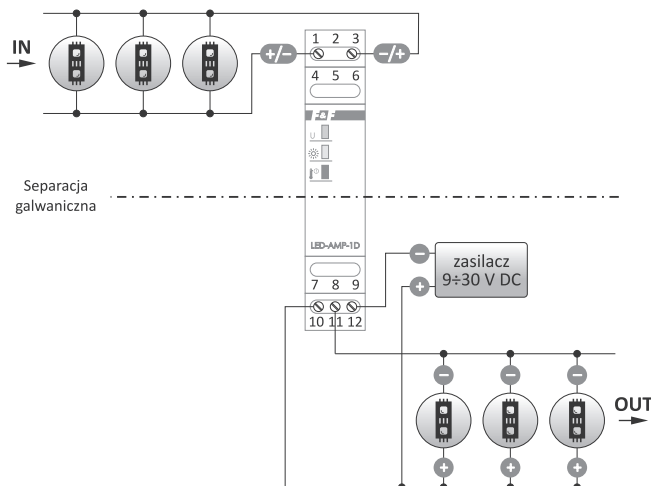 IN
+/−
1 2 3
−/+
4 5 6
F&F
U
Separacja
galwaniczna
LED-AMP-1D
−
zasilacz
9÷30 V DC
+
7 8 9
10 11 12
− − −
OUT
+ + +